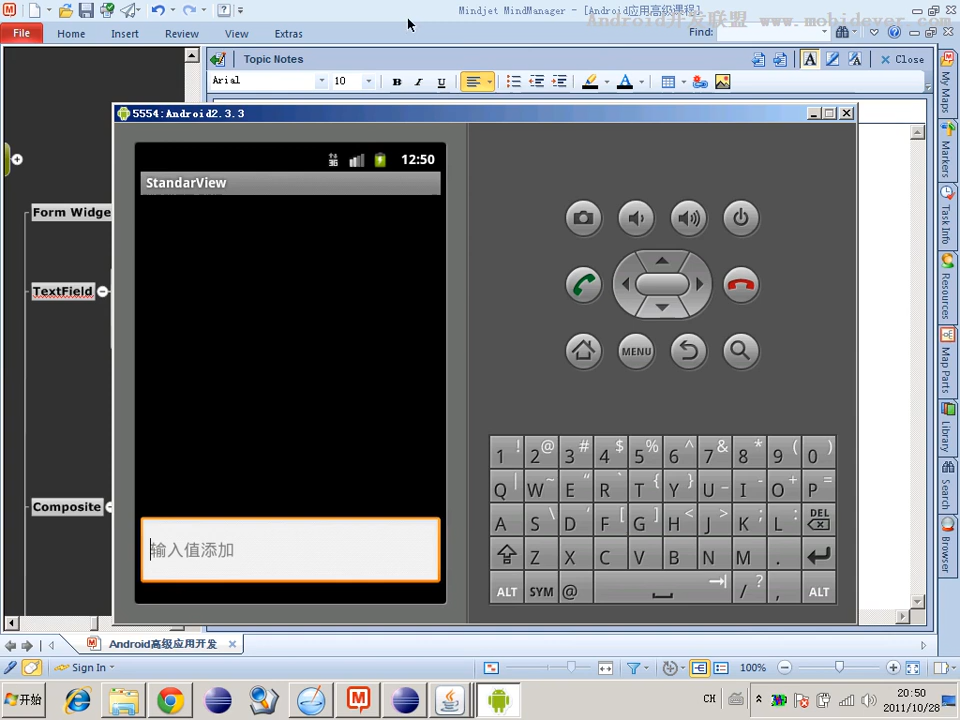 Mindjet MindManager - [Android应用高级课程]
Android开发联盟 www.mobidever.com
File Home Insert Review View Extras Find:
Topic Notes Close
Arial 10 B I U
5554:Android2.3.3
3G 12:50
StandarView
Form Widge
TextField
Composite
输入值添加
MENU
1 ! 2 @ 3 # 4 $ 5 % 6 ^ 7 & 8 * 9 ( 0 )
Q | W ~ E " R ` T { Y } U _ I - O + P =
A S \ D ' F [ G ] H < J > K ; L : DEL
Z X C V B N M .
ALT SYM @ / ? , ALT
My Maps
Markers
Task Info
Resources
Map Parts
Library
Search
Browser
Android高级应用开发
Sign In 100%
开始
CH
20:50
2011/10/28